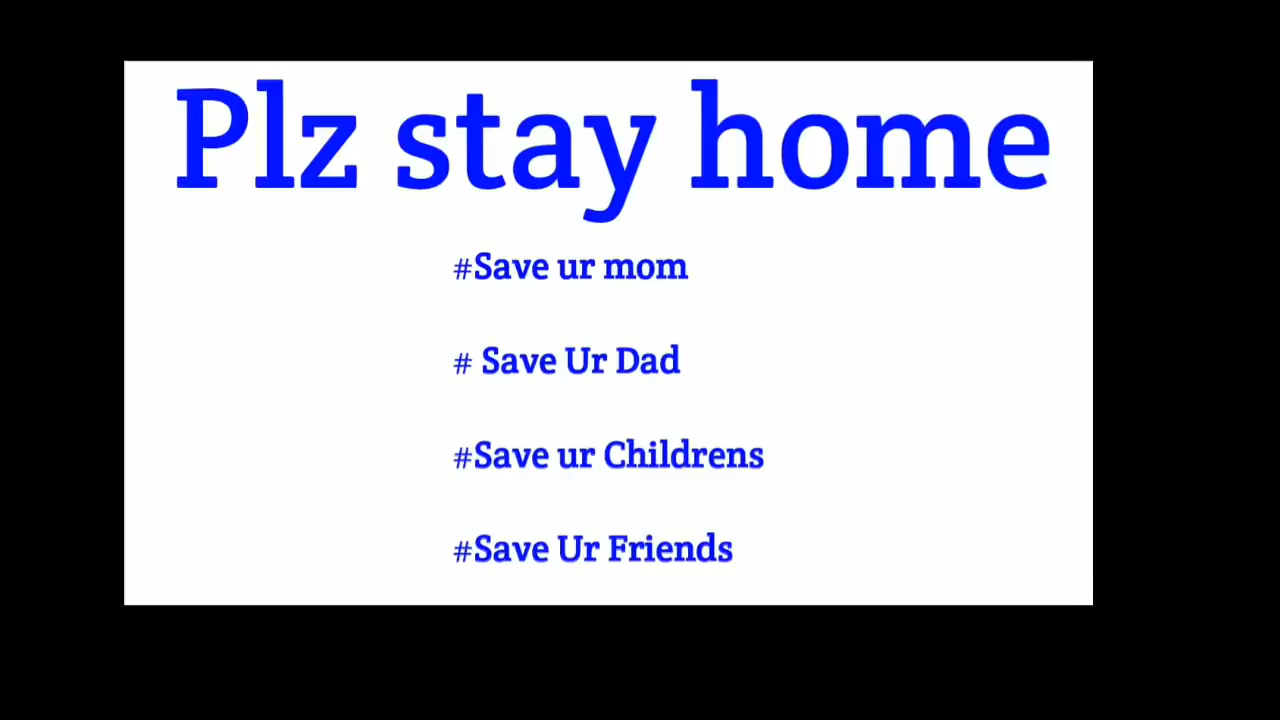 Plz stay home
#Save ur mom
# Save Ur Dad
#Save ur Childrens
#Save Ur Friends